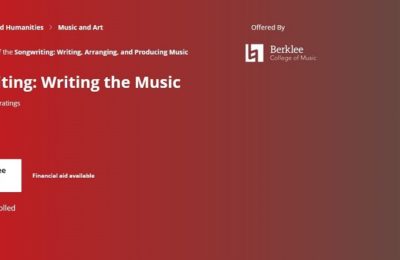 d Humanities > Music and Art
Offered By
f the Songwriting: Writing, Arranging, and Producing Music
Berklee
College of Music
ting: Writing the Music
ratings
ee
Financial aid available
olled